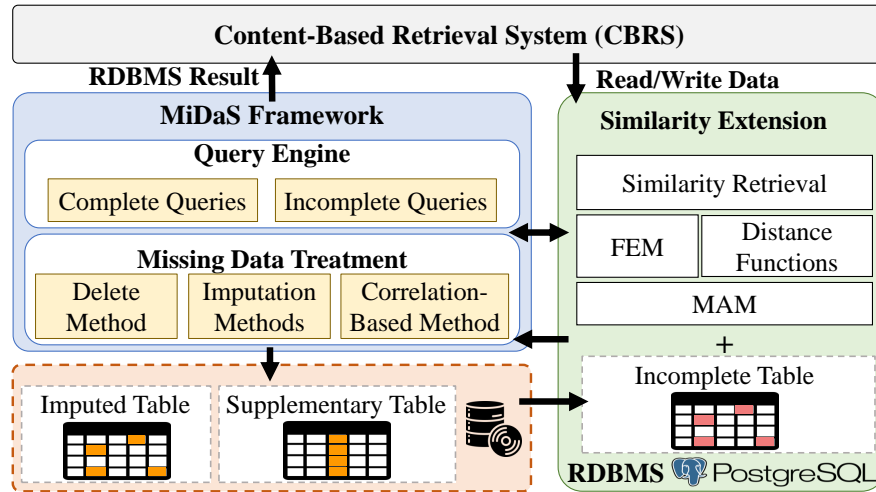 Content-Based Retrieval System (CBRS)
RDBMS Result
Read/Write Data
MiDaS Framework
Query Engine
Complete Queries
Incomplete Queries
Missing Data Treatment
Delete
Method
Imputation
Methods
Correlation-
Based Method
Imputed Table
Supplementary Table
Similarity Extension
Similarity Retrieval
FEM
Distance
Functions
MAM
+
Incomplete Table
RDBMS PostgreSQL